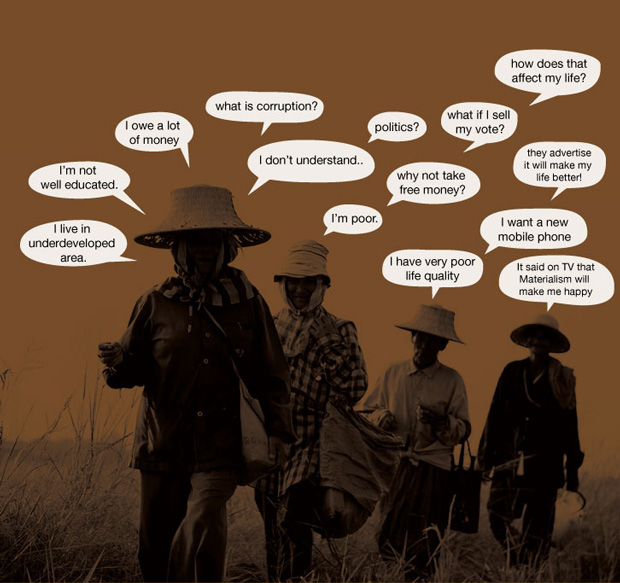 how does that
affect my life?
what is corruption?
what if I sell
my vote?
I owe a lot
of money
politics?
they advertise
it will make my
life better!
I don't understand..
I'm not
well educated.
why not take
free money?
I'm poor.
I want a new
mobile phone
I live in
underdeveloped
area.
I have very poor
life quality
It said on TV that
Materialism will
make me happy